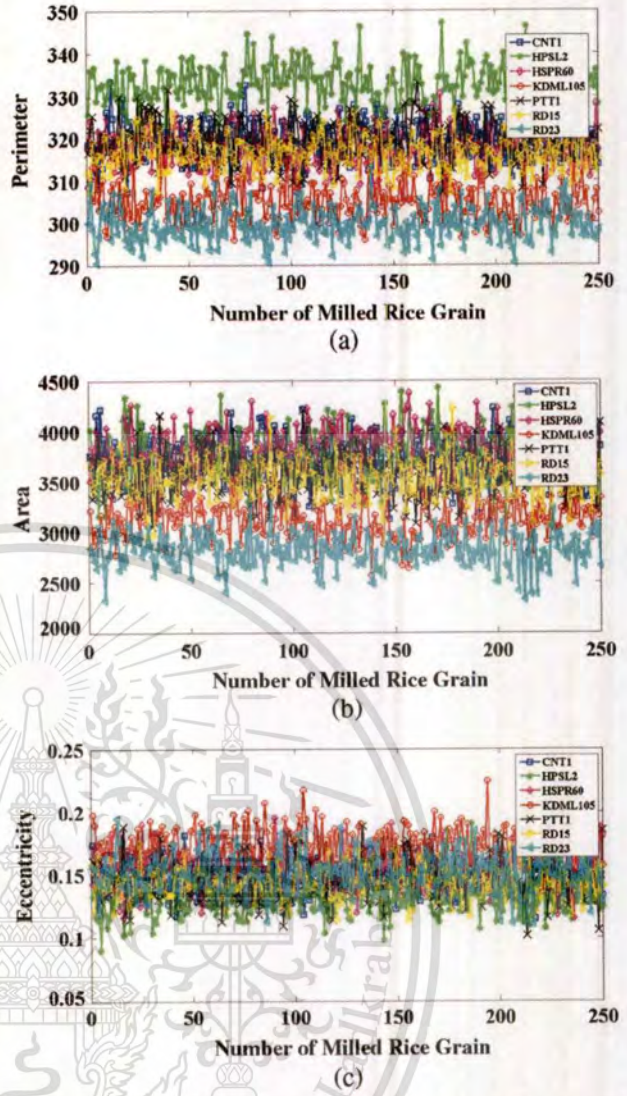 350
340
330
320
310
300
290
Perimeter
CNT1
HPSL2
HSPR60
KDML105
PTT1
RD15
RD23
0 50 100 150 200 250
Number of Milled Rice Grain
(a)
4500
4000
3500
3000
2500
2000
Area
CNT1
HPSL2
HSPR60
KDML105
PTT1
RD15
RD23
0 50 100 150 200 250
Number of Milled Rice Grain
(b)
0.25
0.2
0.15
0.1
0.05
Eccentricity
CNT1
HPSL2
HSPR60
KDML105
PTT1
RD15
RD23
0 50 100 150 200 250
Number of Milled Rice Grain
(c)